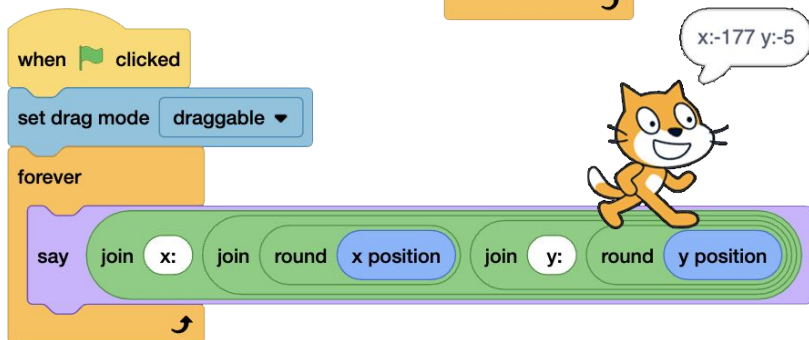 x:-177 y:-5
when clicked
set drag mode draggable
forever
say join x: join round x position join y: round y position